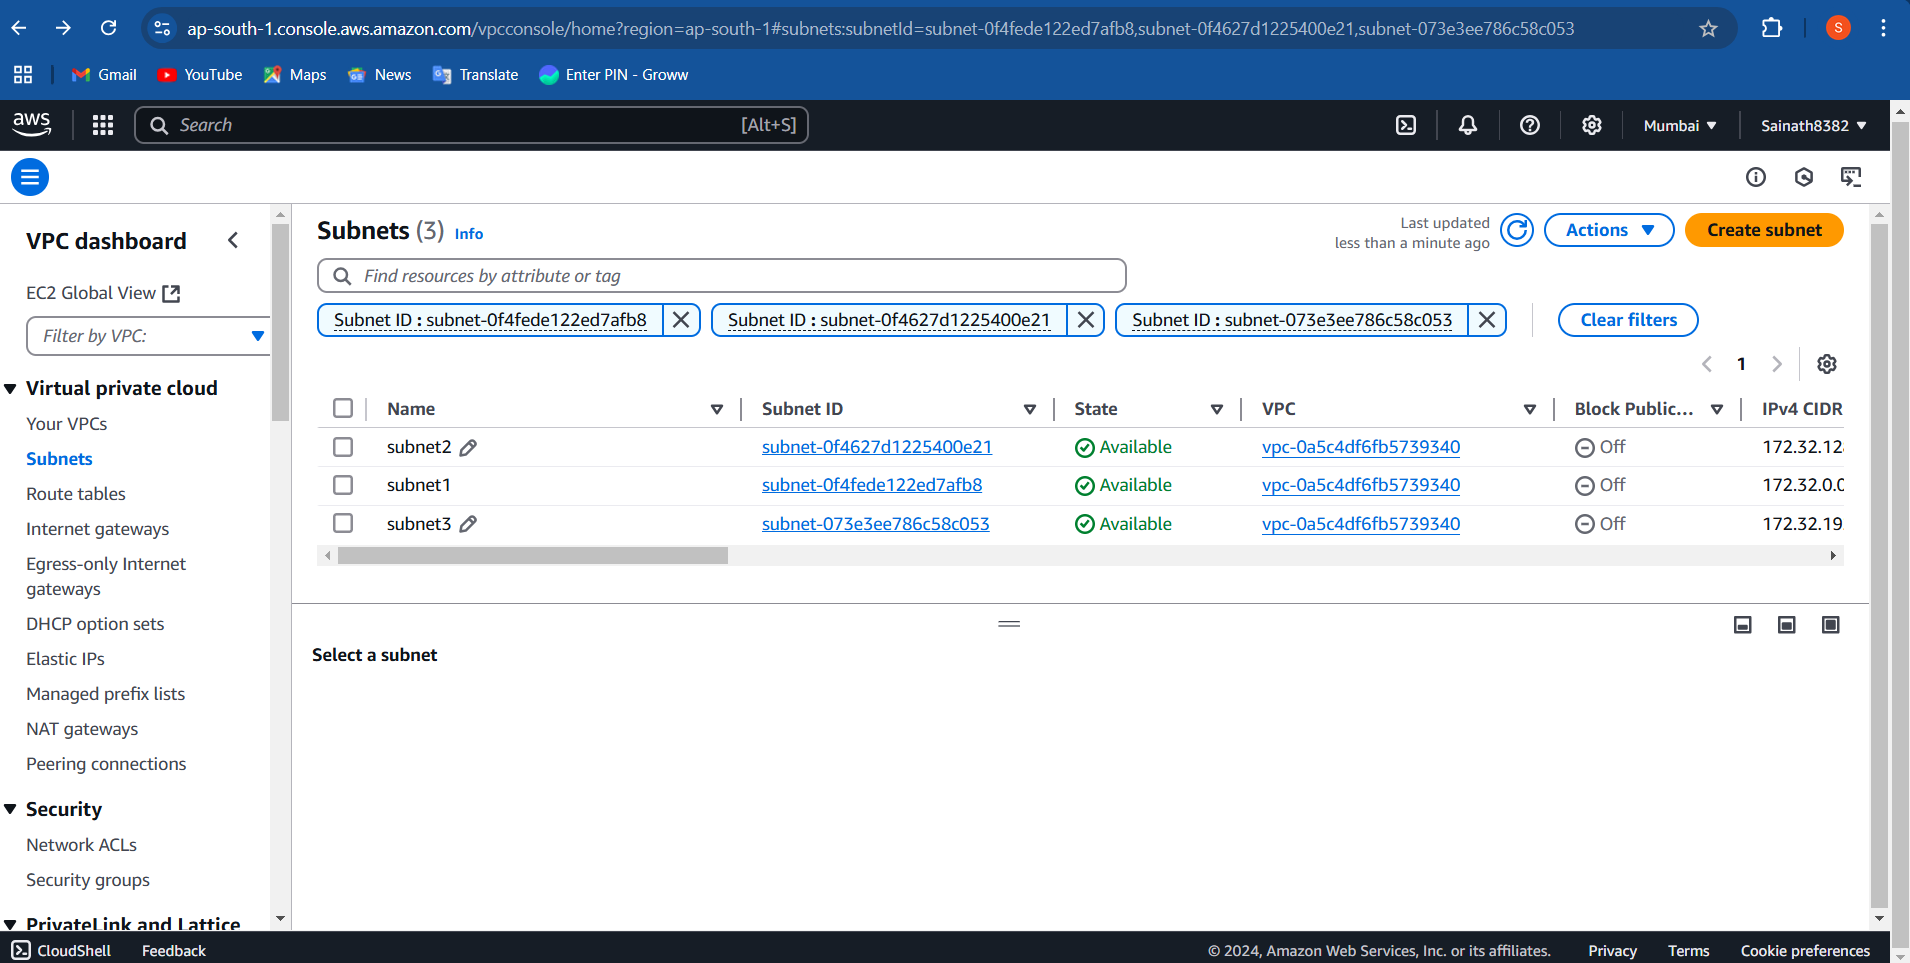 ap-south-1.console.aws.amazon.com/vpcconsole/home?region=ap-south-1#subnets:subnetId=subnet-0f4fede122ed7afb8,subnet-0f4627d1225400e21,subnet-073e3ee786c58c053
S
Gmail YouTube Maps News Translate Enter PIN - Groww
aws Search [Alt+S] Mumbai Sainath8382
VPC dashboard
EC2 Global View
Filter by VPC:
Virtual private cloud
Your VPCs
Subnets
Route tables
Internet gateways
Egress-only Internet
gateways
DHCP option sets
Elastic IPs
Managed prefix lists
NAT gateways
Peering connections
Security
Network ACLs
Security groups
PrivateLink and Lattice
Subnets (3) Info
Last updated
less than a minute ago
Actions
Create subnet
Find resources by attribute or tag
Subnet ID : subnet-0f4fede122ed7afb8 Subnet ID : subnet-0f4627d1225400e21 Subnet ID : subnet-073e3ee786c58c053 Clear filters
1
Name Subnet ID State VPC Block Public... IPv4 CIDR
subnet2 subnet-0f4627d1225400e21 Available vpc-0a5c4df6fb5739340 Off 172.32.12
subnet1 subnet-0f4fede122ed7afb8 Available vpc-0a5c4df6fb5739340 Off 172.32.0.0
subnet3 subnet-073e3ee786c58c053 Available vpc-0a5c4df6fb5739340 Off 172.32.19
Select a subnet
CloudShell Feedback © 2024, Amazon Web Services, Inc. or its affiliates. Privacy Terms Cookie preferences